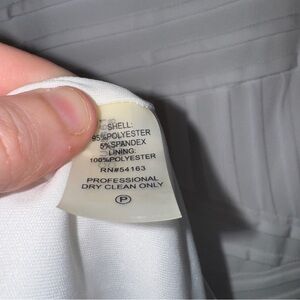 SHELL:
95%POLYESTER
5%SPANDEX
LINING:
100%POLYESTER
RN#54163
PROFESSIONAL
DRY CLEAN ONLY
P